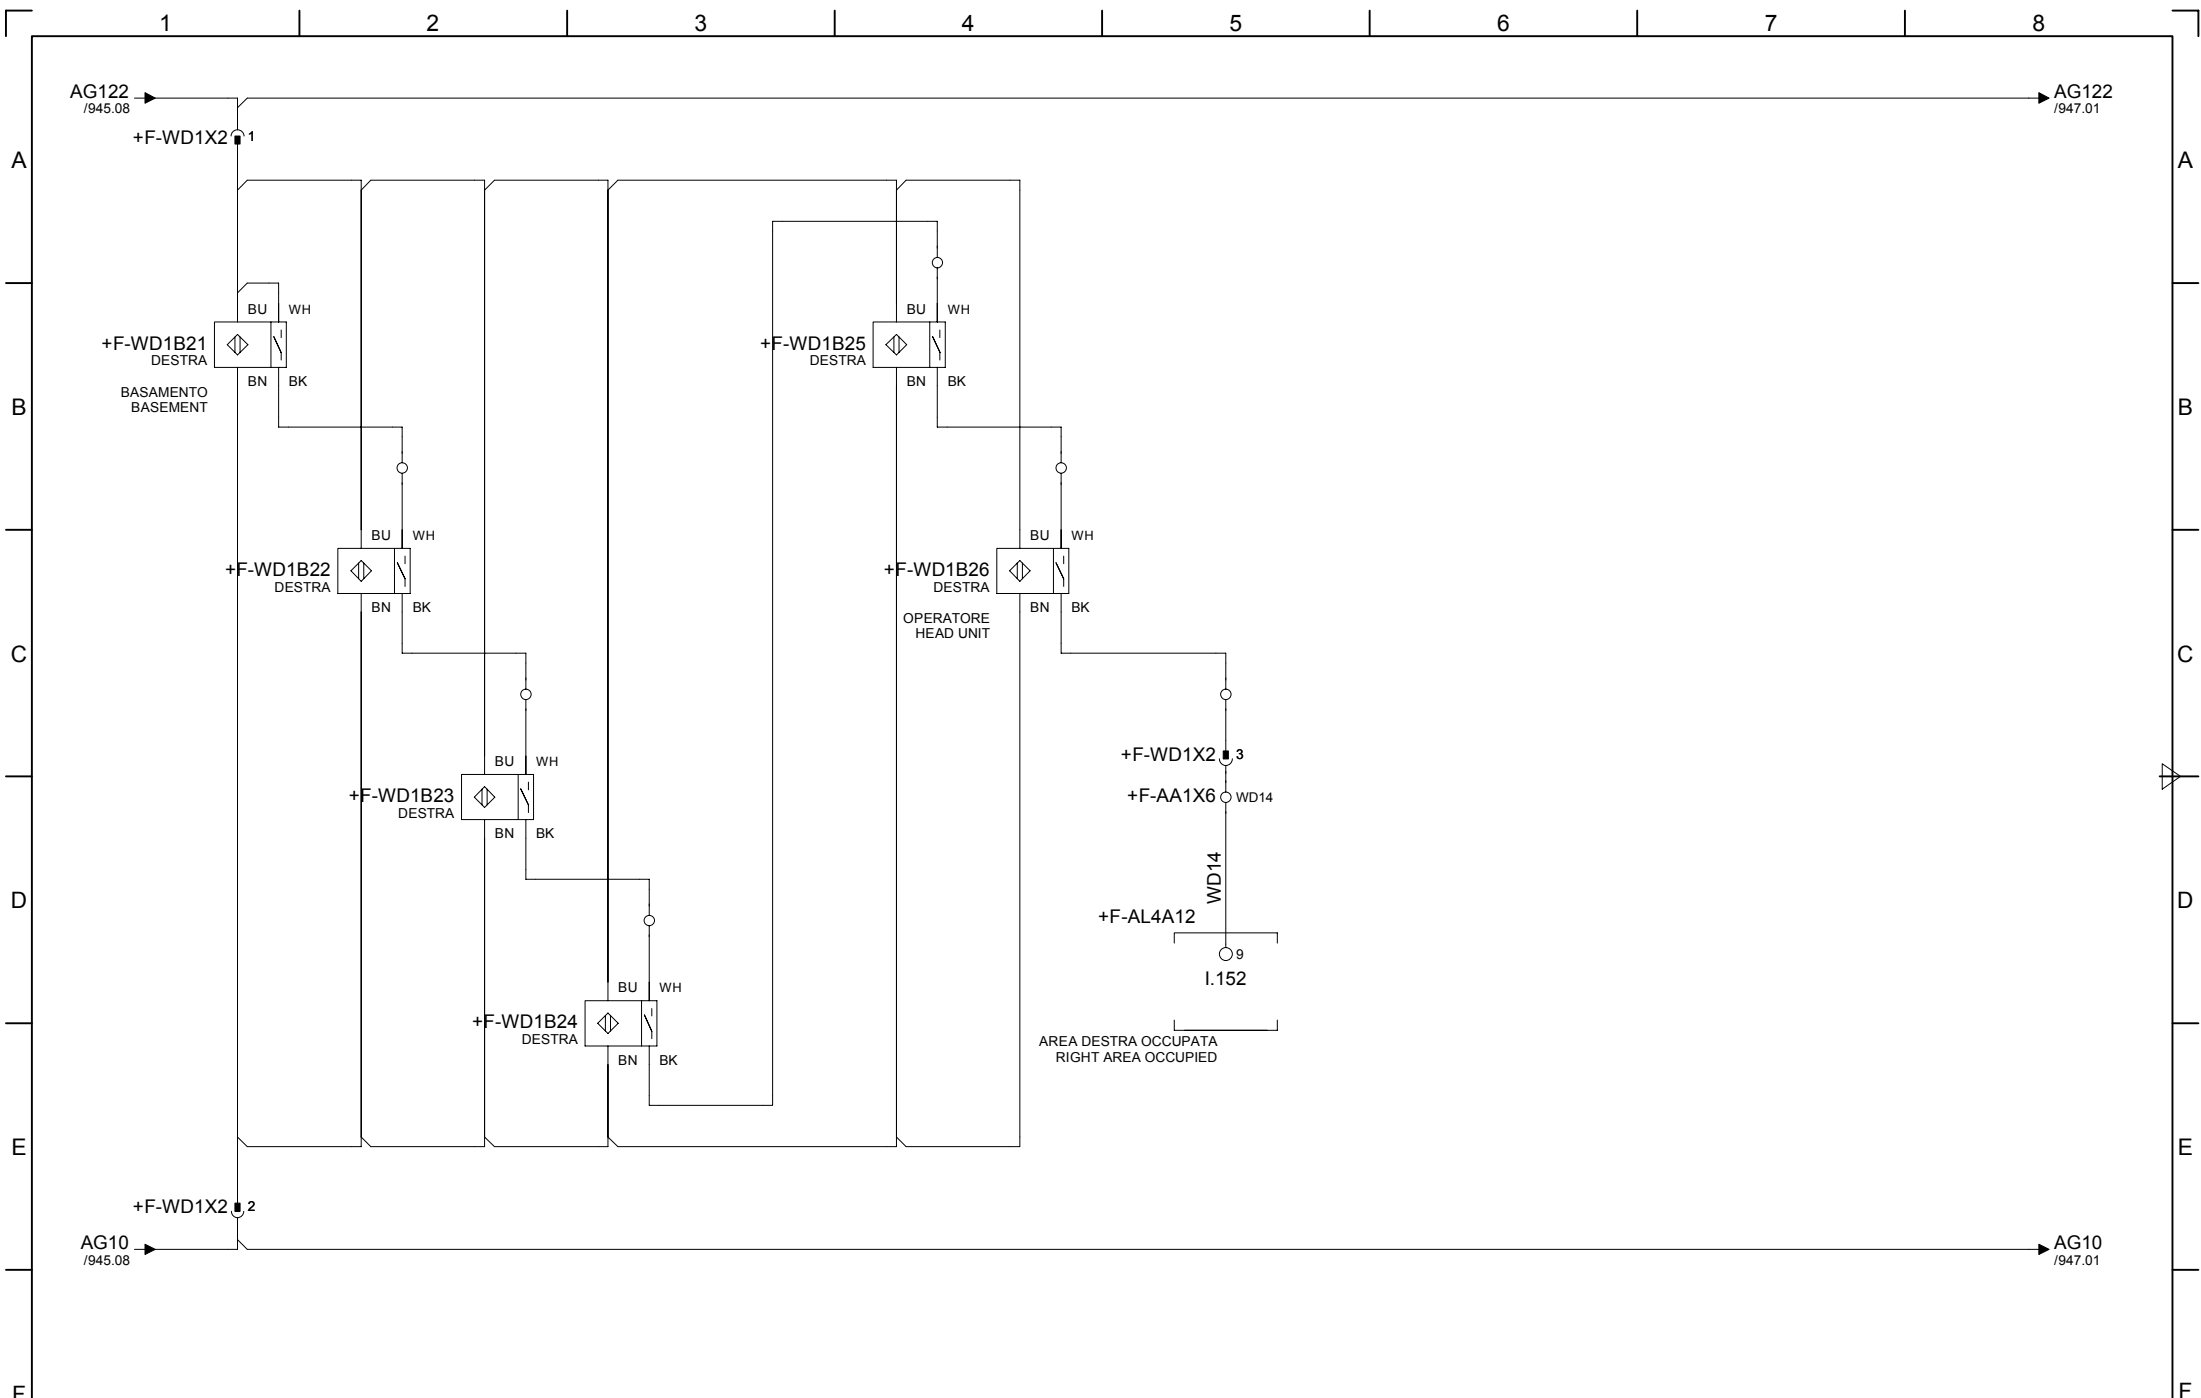 1 2 3 4 5 6 7 8
AG122
/945.08
AG122
/947.01
+F-WD1X2 1
A A
BU WH
+F-WD1B21
DESTRA
BN BK
BASAMENTO
BASEMENT
BU WH
+F-WD1B25
DESTRA
BN BK
B B
BU WH
+F-WD1B22
DESTRA
BN BK
BU WH
+F-WD1B26
DESTRA
BN BK
OPERATORE
HEAD UNIT
C C
BU WH
+F-WD1B23
DESTRA
BN BK
+F-WD1X2 3
+F-AA1X6 WD14
WD14
D D
+F-AL4A12
9
I.152
BU WH
+F-WD1B24
DESTRA
BN BK
AREA DESTRA OCCUPATA
RIGHT AREA OCCUPIED
E E
+F-WD1X2 2
AG10
/945.08
AG10
/947.01
F F